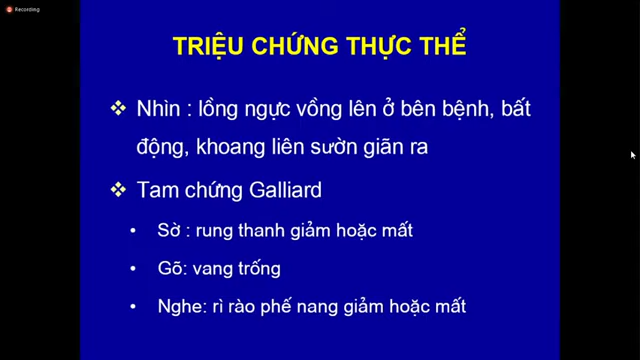 Recording
TRIỆU CHỨNG THỰC THỂ
❖ Nhìn : lồng ngực vồng lên ở bên bệnh, bất
động, khoang liên sườn giãn ra
❖ Tam chứng Galliard
• Sờ : rung thanh giảm hoặc mất
• Gõ: vang trống
• Nghe: rì rào phế nang giảm hoặc mất